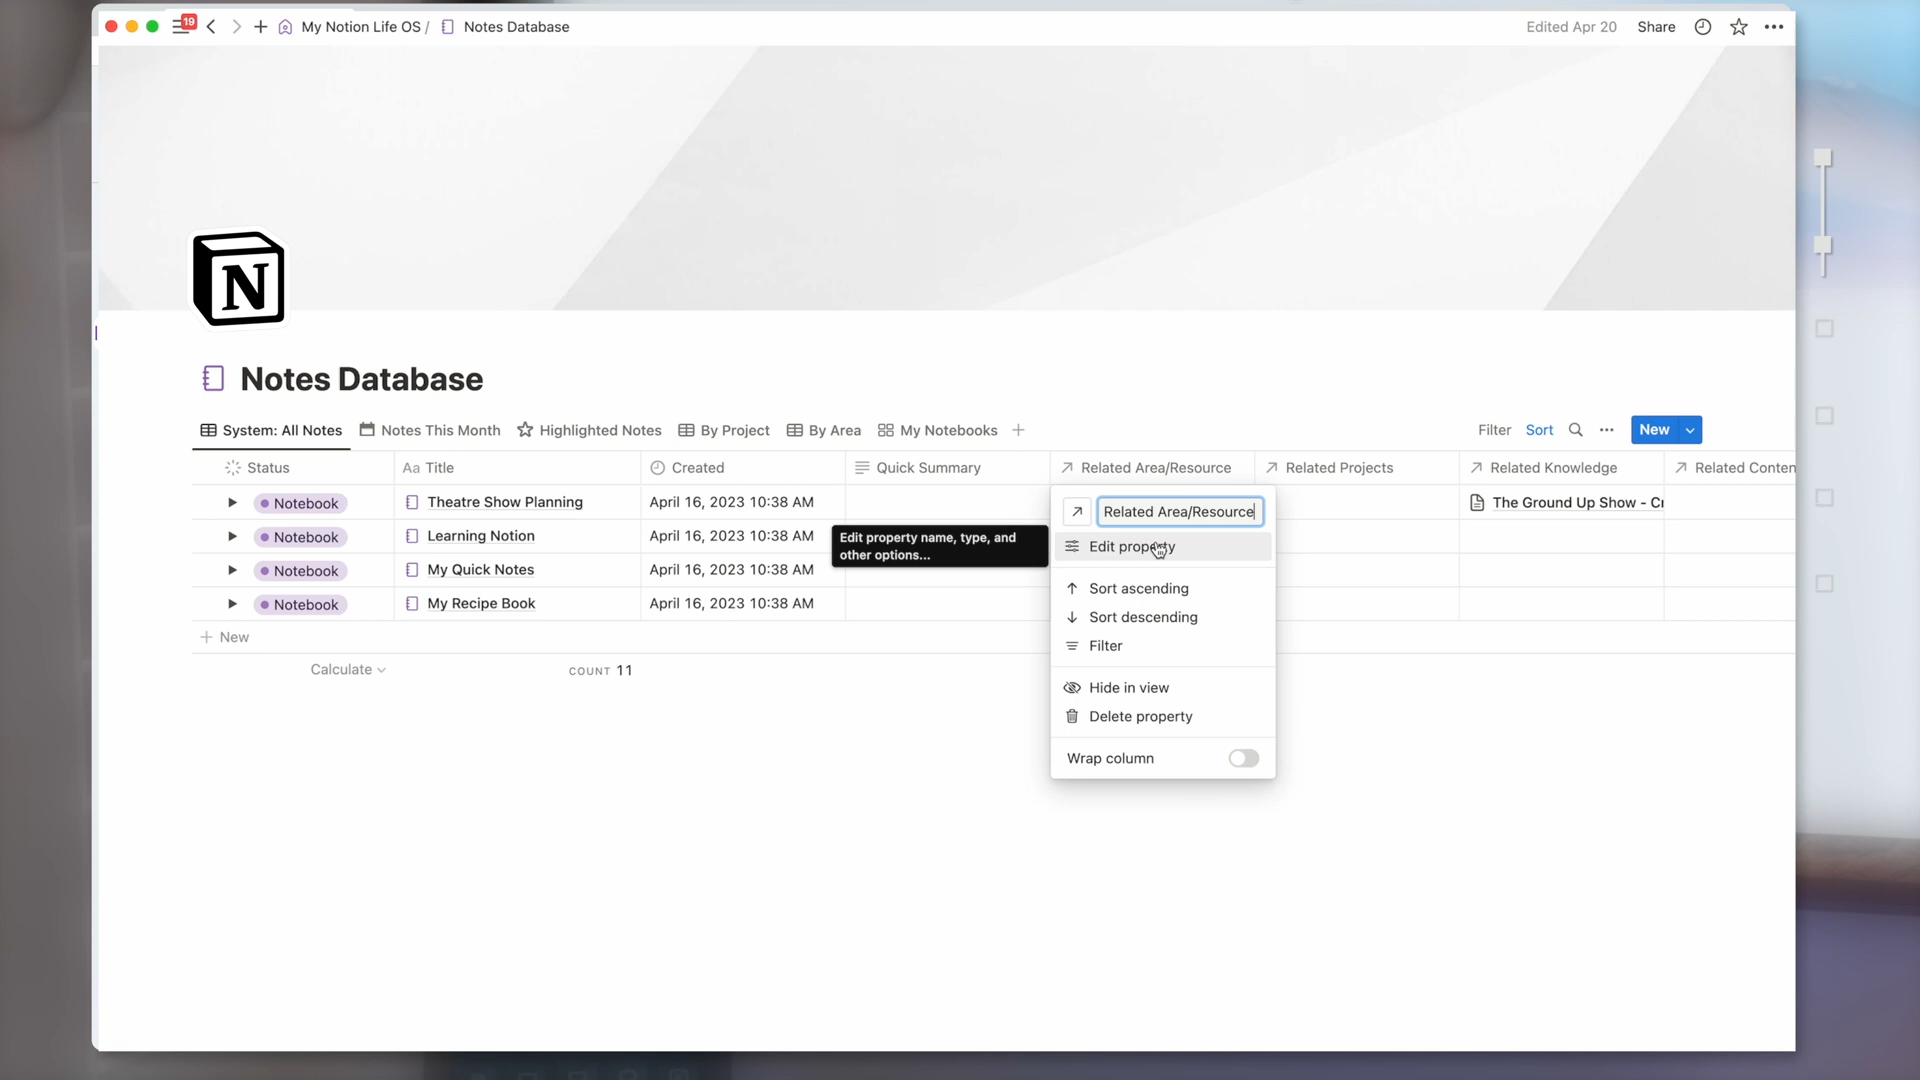 19
My Notion Life OS / Notes Database
Edited Apr 20 Share
N
Notes Database
System: All Notes Notes This Month Highlighted Notes By Project By Area My Notebooks
Filter Sort New
Status Aa Title Created Quick Summary Related Area/Resource Related Projects Related Knowledge Related Conten
Notebook Theatre Show Planning April 16, 2023 10:38 AM The Ground Up Show - Cr
Notebook Learning Notion April 16, 2023 10:38 AM
Notebook My Quick Notes April 16, 2023 10:38 AM
Notebook My Recipe Book April 16, 2023 10:38 AM
New
Calculate COUNT 11
Edit property name, type, and
other options...
Related Area/Resource
Edit property
Sort ascending
Sort descending
Filter
Hide in view
Delete property
Wrap column